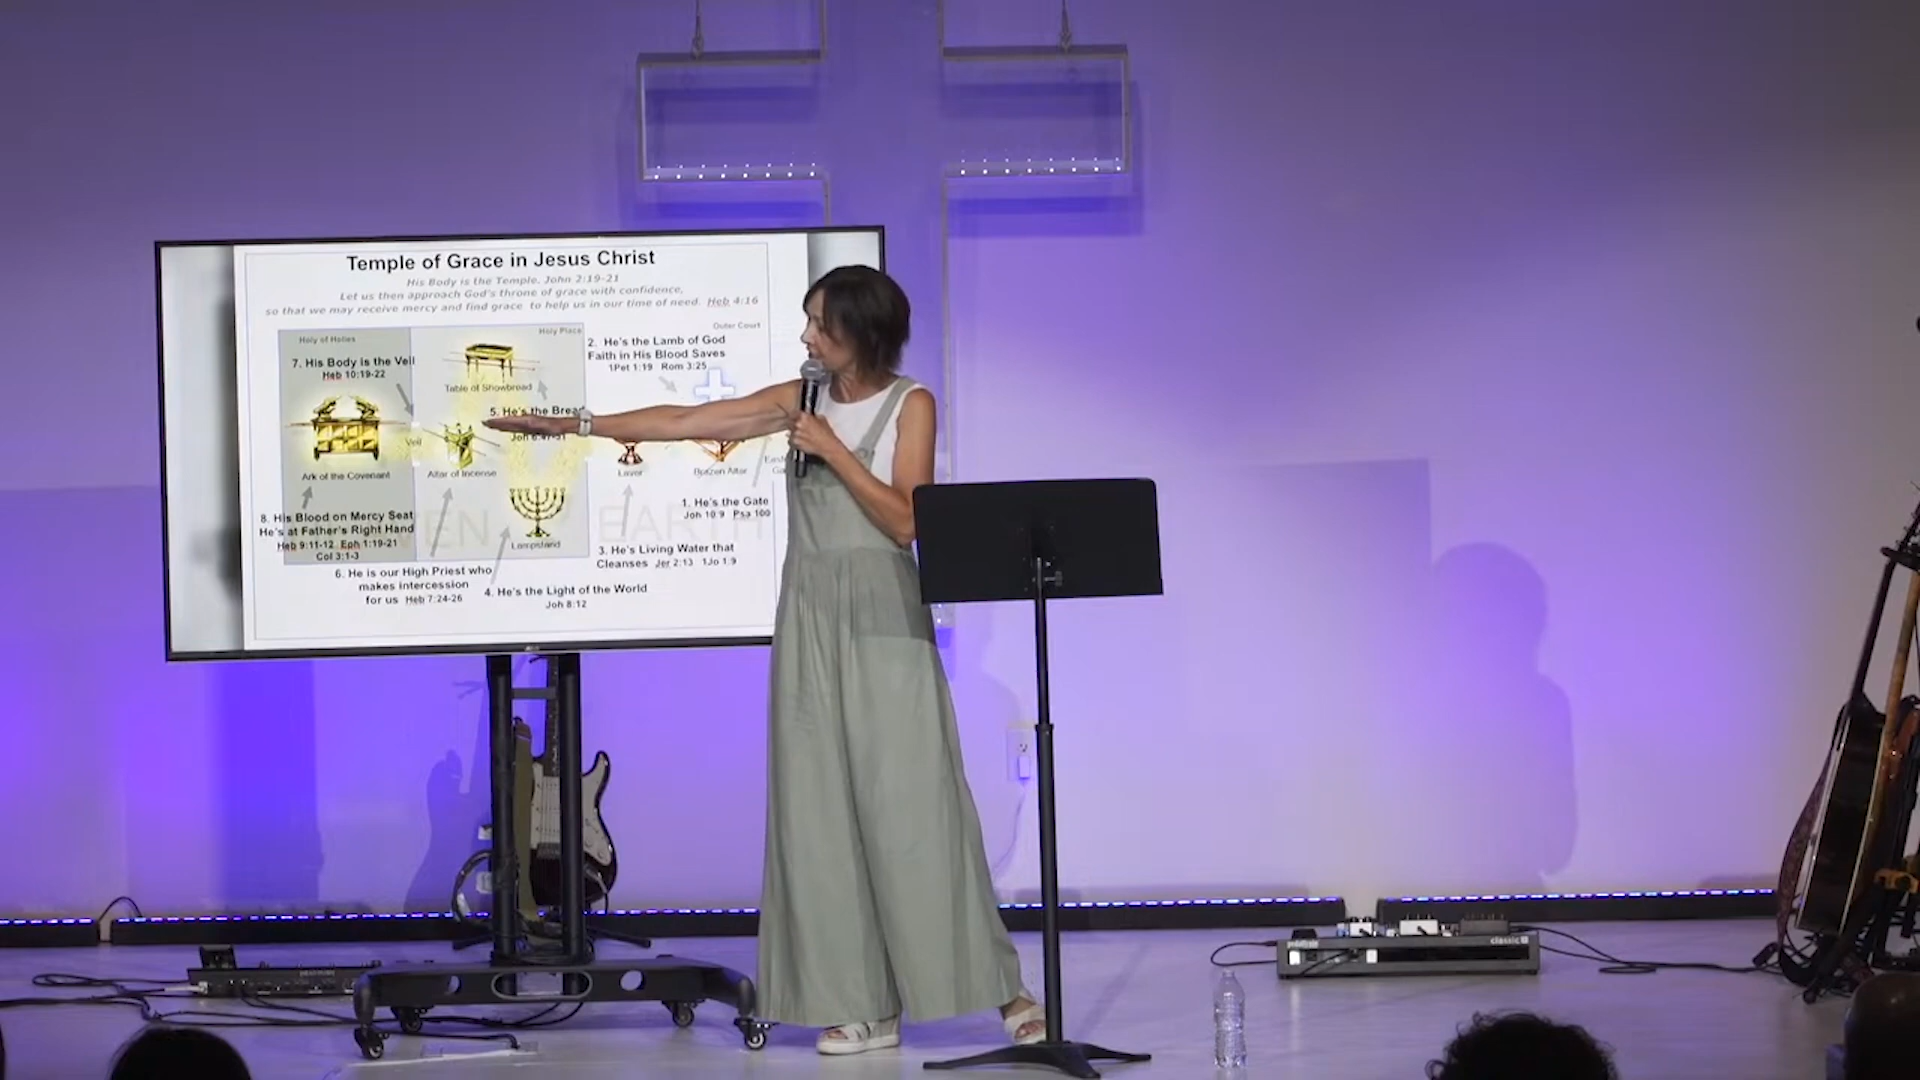 Temple of Grace in Jesus Christ
His Body is the Temple. John 2:19-21
Let us then approach God's throne of grace with confidence,
so that we may receive mercy and find grace to help us in our time of need. Heb 4:16
Holy of Holies
Holy Place
Outer Court
7. His Body is the Veil
Heb 10:19-22
2. He's the Lamb of God
Faith in His Blood Saves
1Pet 1:19 Rom 3:25
Table of Showbread
5. He's the Bread
Veil
Ark of the Covenant
Altar of Incense
Laver
Brazen Altar
1. He's the Gate
Joh 10:9 Psa 100
8. His Blood on Mercy Seat
He's at Father's Right Hand
Heb 9:11-12 Eph 1:19-21
Col 3:1-3
VEN
EARTH
Lampstand
3. He's Living Water that
Cleanses Jer 2:13 1Jo 1:9
6. He is our High Priest who
makes intercession
for us Heb 7:24-26
4. He's the Light of the World
Joh 8:12
classic